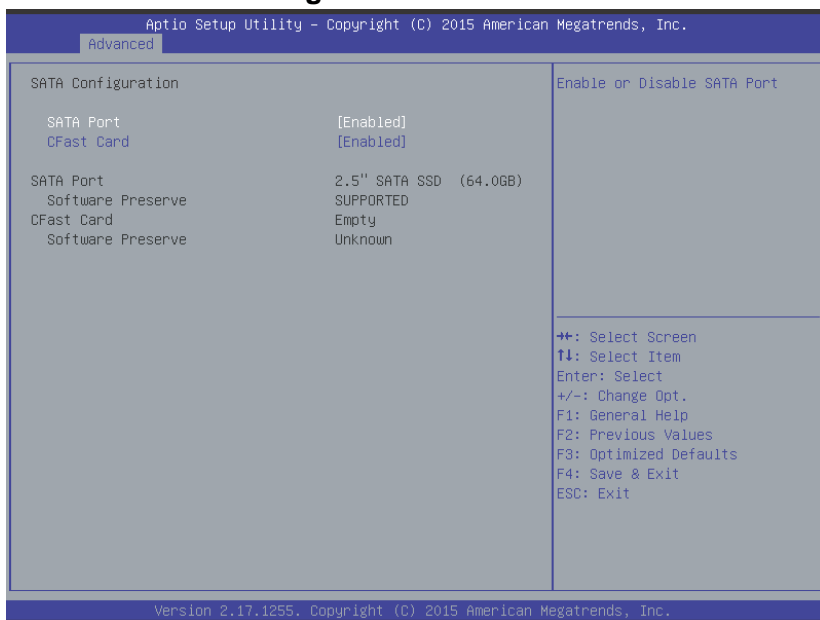 Aptio Setup Utility – Copyright (C) 2015 American Megatrends, Inc.
Advanced
SATA Configuration
SATA Port [Enabled]
CFast Card [Enabled]
SATA Port 2.5'' SATA SSD (64.0GB)
Software Preserve SUPPORTED
CFast Card Empty
Software Preserve Unknown
Enable or Disable SATA Port
→←: Select Screen
↑↓: Select Item
Enter: Select
+/-: Change Opt.
F1: General Help
F2: Previous Values
F3: Optimized Defaults
F4: Save & Exit
ESC: Exit
Version 2.17.1255. Copyright (C) 2015 American Megatrends, Inc.